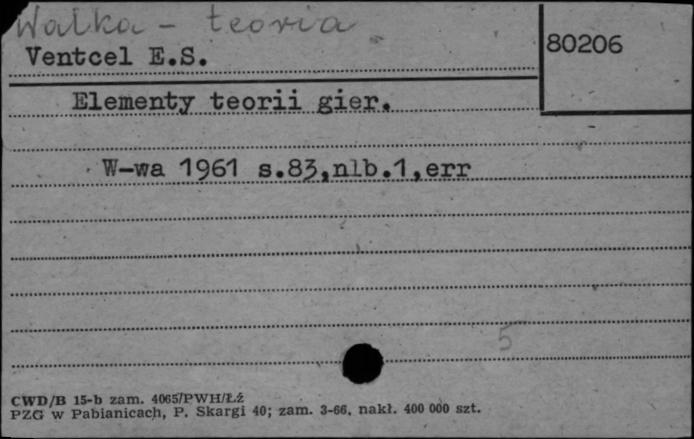 Walka - teoria
Ventcel E.S.
80206
Elementy teorii gier.
W-wa 1961 s.83,nlb.1,err
5
CWD/B 15-b zam. 4065/PWH/Łź
PZG w Pabianicach, P. Skargi 40; zam. 3-66, nakł. 400 000 szt.